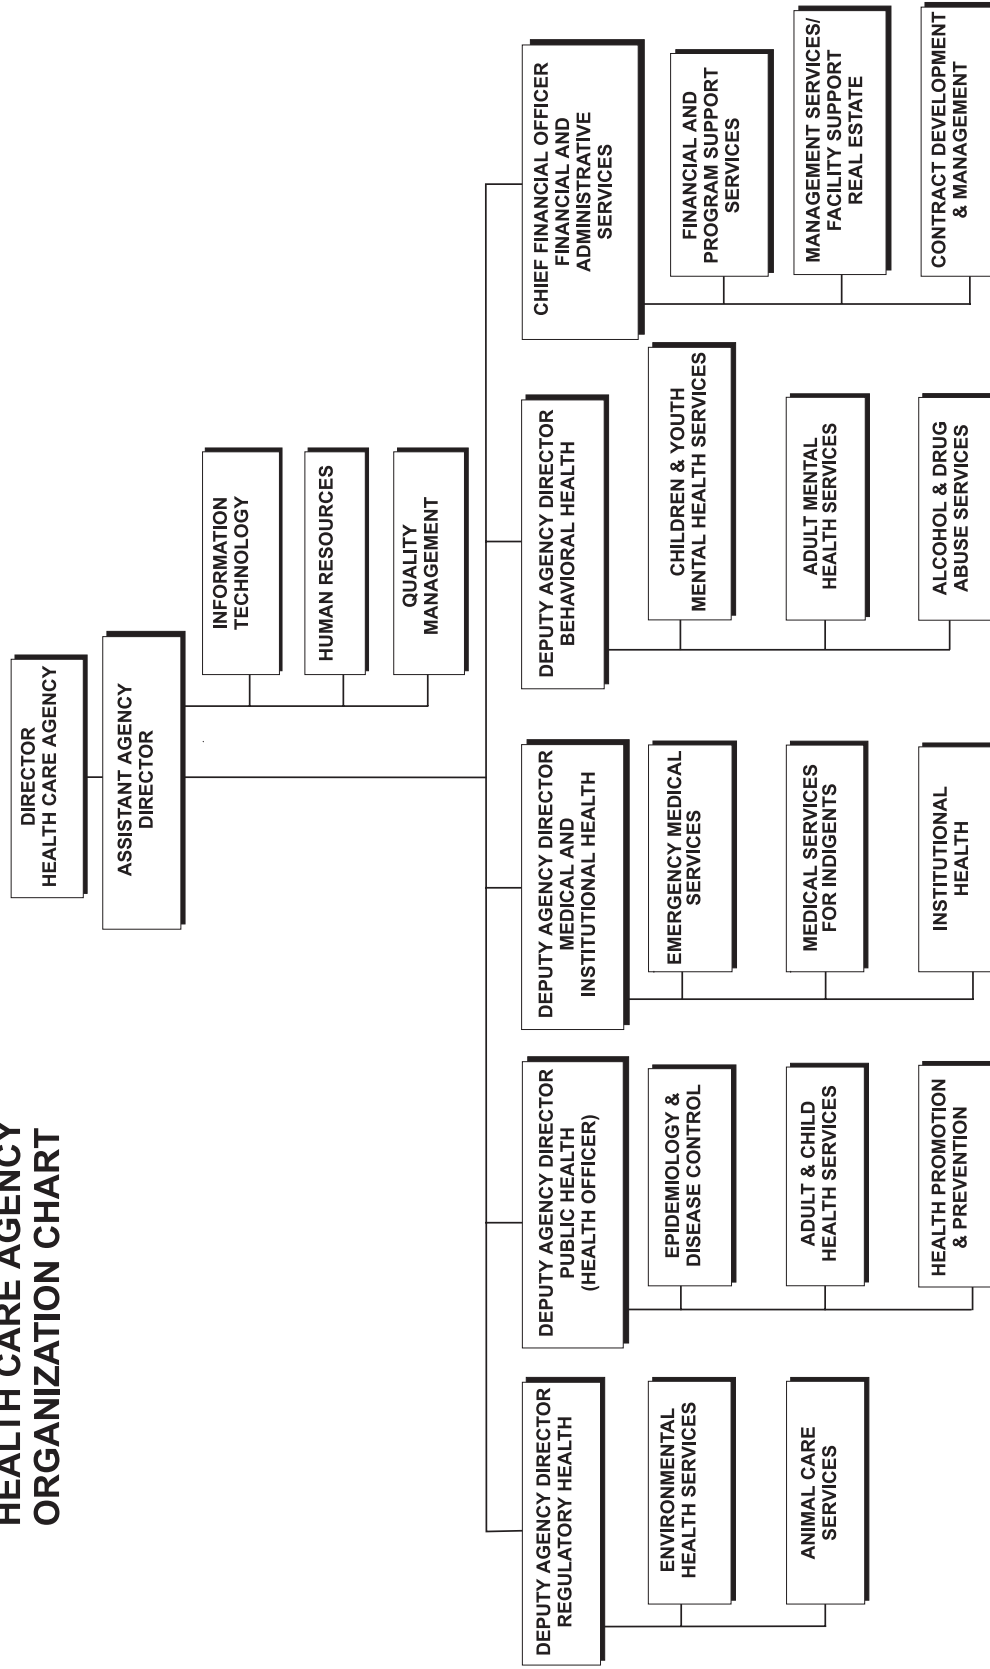 HEALTH CARE AGENCY
ORGANIZATION CHART
DIRECTOR
HEALTH CARE AGENCY
ASSISTANT AGENCY
DIRECTOR
INFORMATION
TECHNOLOGY
HUMAN RESOURCES
QUALITY
MANAGEMENT
DEPUTY AGENCY DIRECTOR
REGULATORY HEALTH
ENVIRONMENTAL
HEALTH SERVICES
ANIMAL CARE
SERVICES
DEPUTY AGENCY DIRECTOR
PUBLIC HEALTH
(HEALTH OFFICER)
EPIDEMIOLOGY &
DISEASE CONTROL
ADULT & CHILD
HEALTH SERVICES
HEALTH PROMOTION
& PREVENTION
DEPUTY AGENCY DIRECTOR
MEDICAL AND
INSTITUTIONAL HEALTH
EMERGENCY MEDICAL
SERVICES
MEDICAL SERVICES
FOR INDIGENTS
INSTITUTIONAL
HEALTH
DEPUTY AGENCY DIRECTOR
BEHAVIORAL HEALTH
CHILDREN & YOUTH
MENTAL HEALTH SERVICES
ADULT MENTAL
HEALTH SERVICES
ALCOHOL & DRUG
ABUSE SERVICES
CHIEF FINANCIAL OFFICER
FINANCIAL AND
ADMINISTRATIVE
SERVICES
FINANCIAL AND
PROGRAM SUPPORT
SERVICES
MANAGEMENT SERVICES/
FACILITY SUPPORT
REAL ESTATE
CONTRACT DEVELOPMENT
& MANAGEMENT